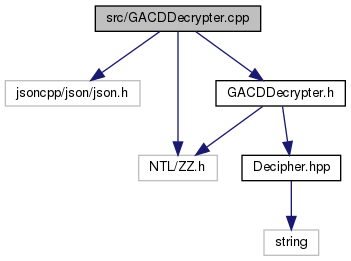 src/GACDDecrypter.cpp
jsoncpp/json/json.h
GACDDecrypter.h
NTL/ZZ.h
Decipher.hpp
string